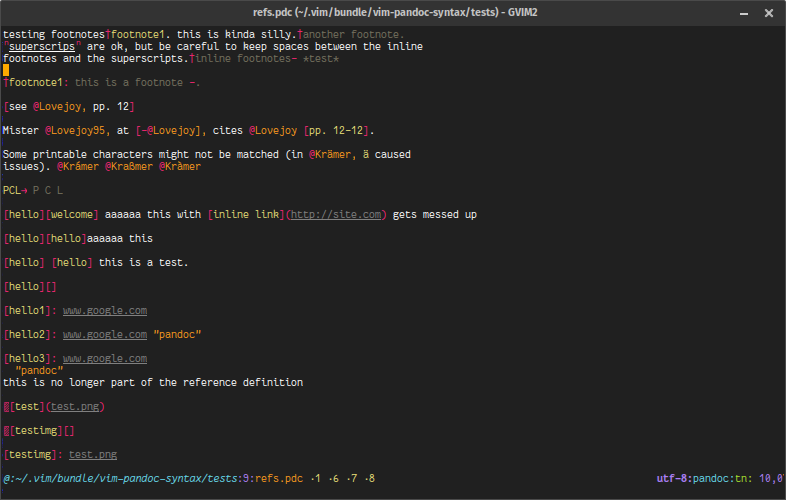 refs.pdc (~/.vim/bundle/vim-pandoc-syntax/tests) - GVIM2
testing footnotes†footnote1. this is kinda silly.†another footnote.
"superscrips" are ok, but be careful to keep spaces between the inline
footnotes and the superscripts.†inline footnotes~ *test*
†footnote1: this is a footnote ~.
[see @Lovejoy, pp. 12]
Mister @Lovejoy95, at [-@Lovejoy], cites @Lovejoy [pp. 12-12].
Some printable characters might not be matched (in @Krämer, ä caused
issues). @Krámer @Kraßmer @Kràmer
PCL→ P C L
[hello][welcome] aaaaaa this with [inline link](http://site.com) gets messed up
[hello][hello]aaaaaa this
[hello] [hello] this is a test.
[hello][]
[hello1]: www.google.com
[hello2]: www.google.com "pandoc"
[hello3]: www.google.com
"pandoc"
this is no longer part of the reference definition
[test](test.png)
[testimg][]
[testimg]: test.png
@:~/.vim/bundle/vim-pandoc-syntax/tests:9:refs.pdc ·1 ·6 ·7 ·8
utf-8:pandoc:tn: 10,0